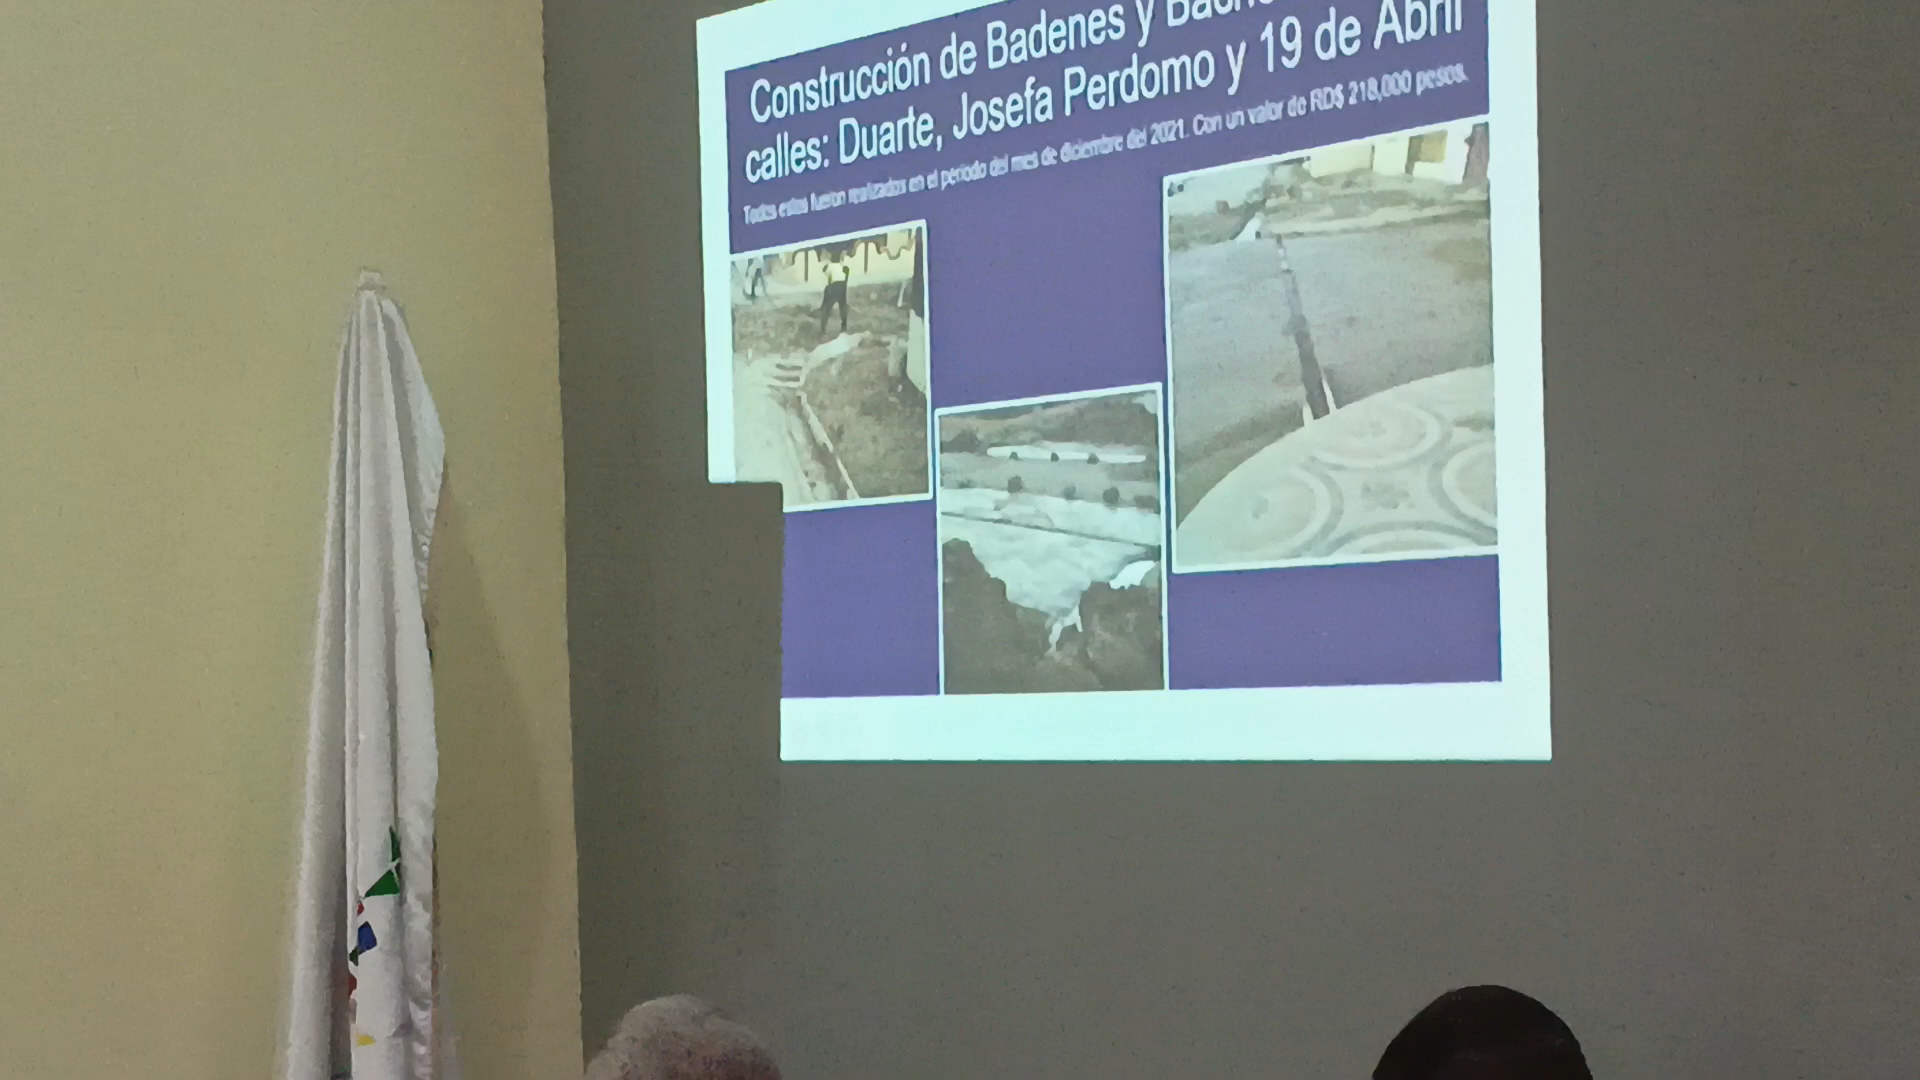 Construcción de Badenes y
calles: Duarte, Josefa Perdomo y 19 de Abril
Todos estos fueron realizados en el periodo del mes de diciembre del 2021. Con un valor de RD$ 218,000 pesos.